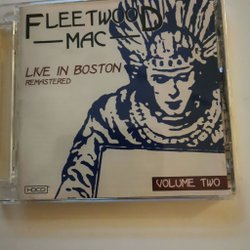 FLEETWOOD
—MAC—
LIVE IN BOSTON
REMASTERED
VOLUME TWO
HDCD